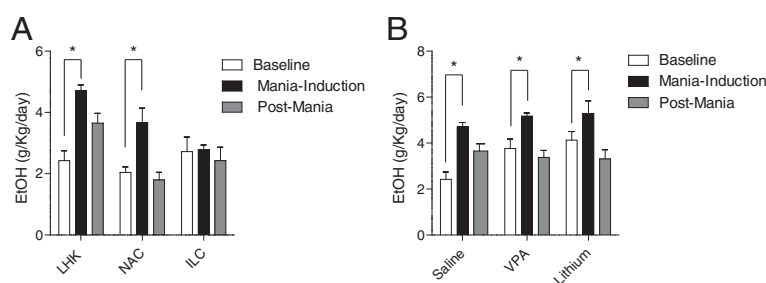 A
EtOH (g/Kg/day)
6
4
2
0
*
*
Baseline
Mania-Induction
Post-Mania
LHK
NAC
ILC
B
EtOH (g/Kg/day)
8
6
4
2
0
*
*
*
Baseline
Mania-Induction
Post-Mania
Saline
VPA
Lithium